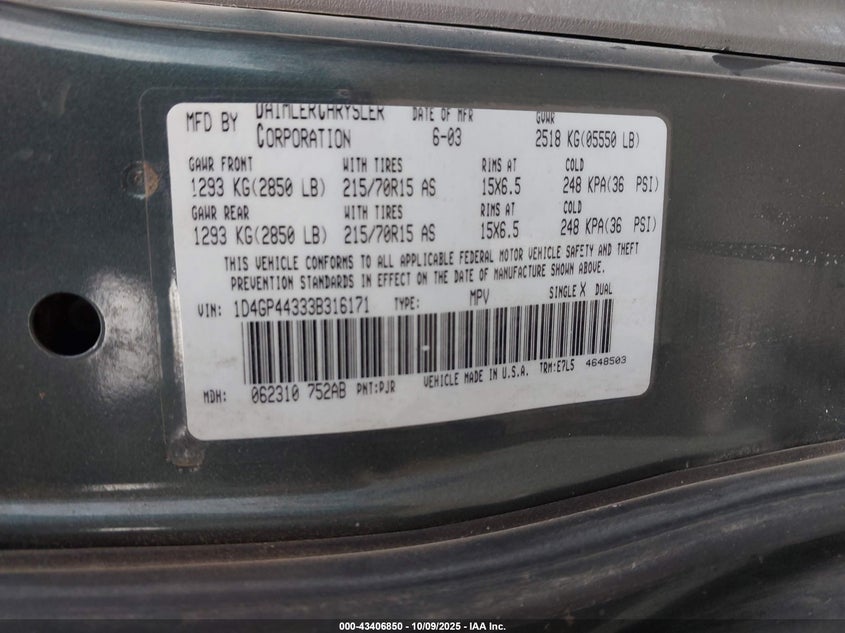 MFD BY DAIMLERCHRYSLER CORPORATION DATE OF MFR 6-03 GVWR 2518 KG(05550 LB)
GAWR FRONT WITH TIRES RIMS AT COLD
1293 KG(2850 LB) 215/70R15 AS 15X6.5 248 KPA(36 PSI)
GAWR REAR WITH TIRES RIMS AT COLD
1293 KG(2850 LB) 215/70R15 AS 15X6.5 248 KPA(36 PSI)
THIS VEHICLE CONFORMS TO ALL APPLICABLE FEDERAL MOTOR VEHICLE SAFETY AND THEFT
PREVENTION STANDARDS IN EFFECT ON THE DATE OF MANUFACTURE SHOWN ABOVE.
VIN: 1D4GP44333B316171 TYPE: MPV SINGLE X DUAL
MDH: 062310 752AB PNT:PJR VEHICLE MADE IN U.S.A. TRM:E7L5 4648503
000-43406850 - 10/09/2025 - IAA Inc.